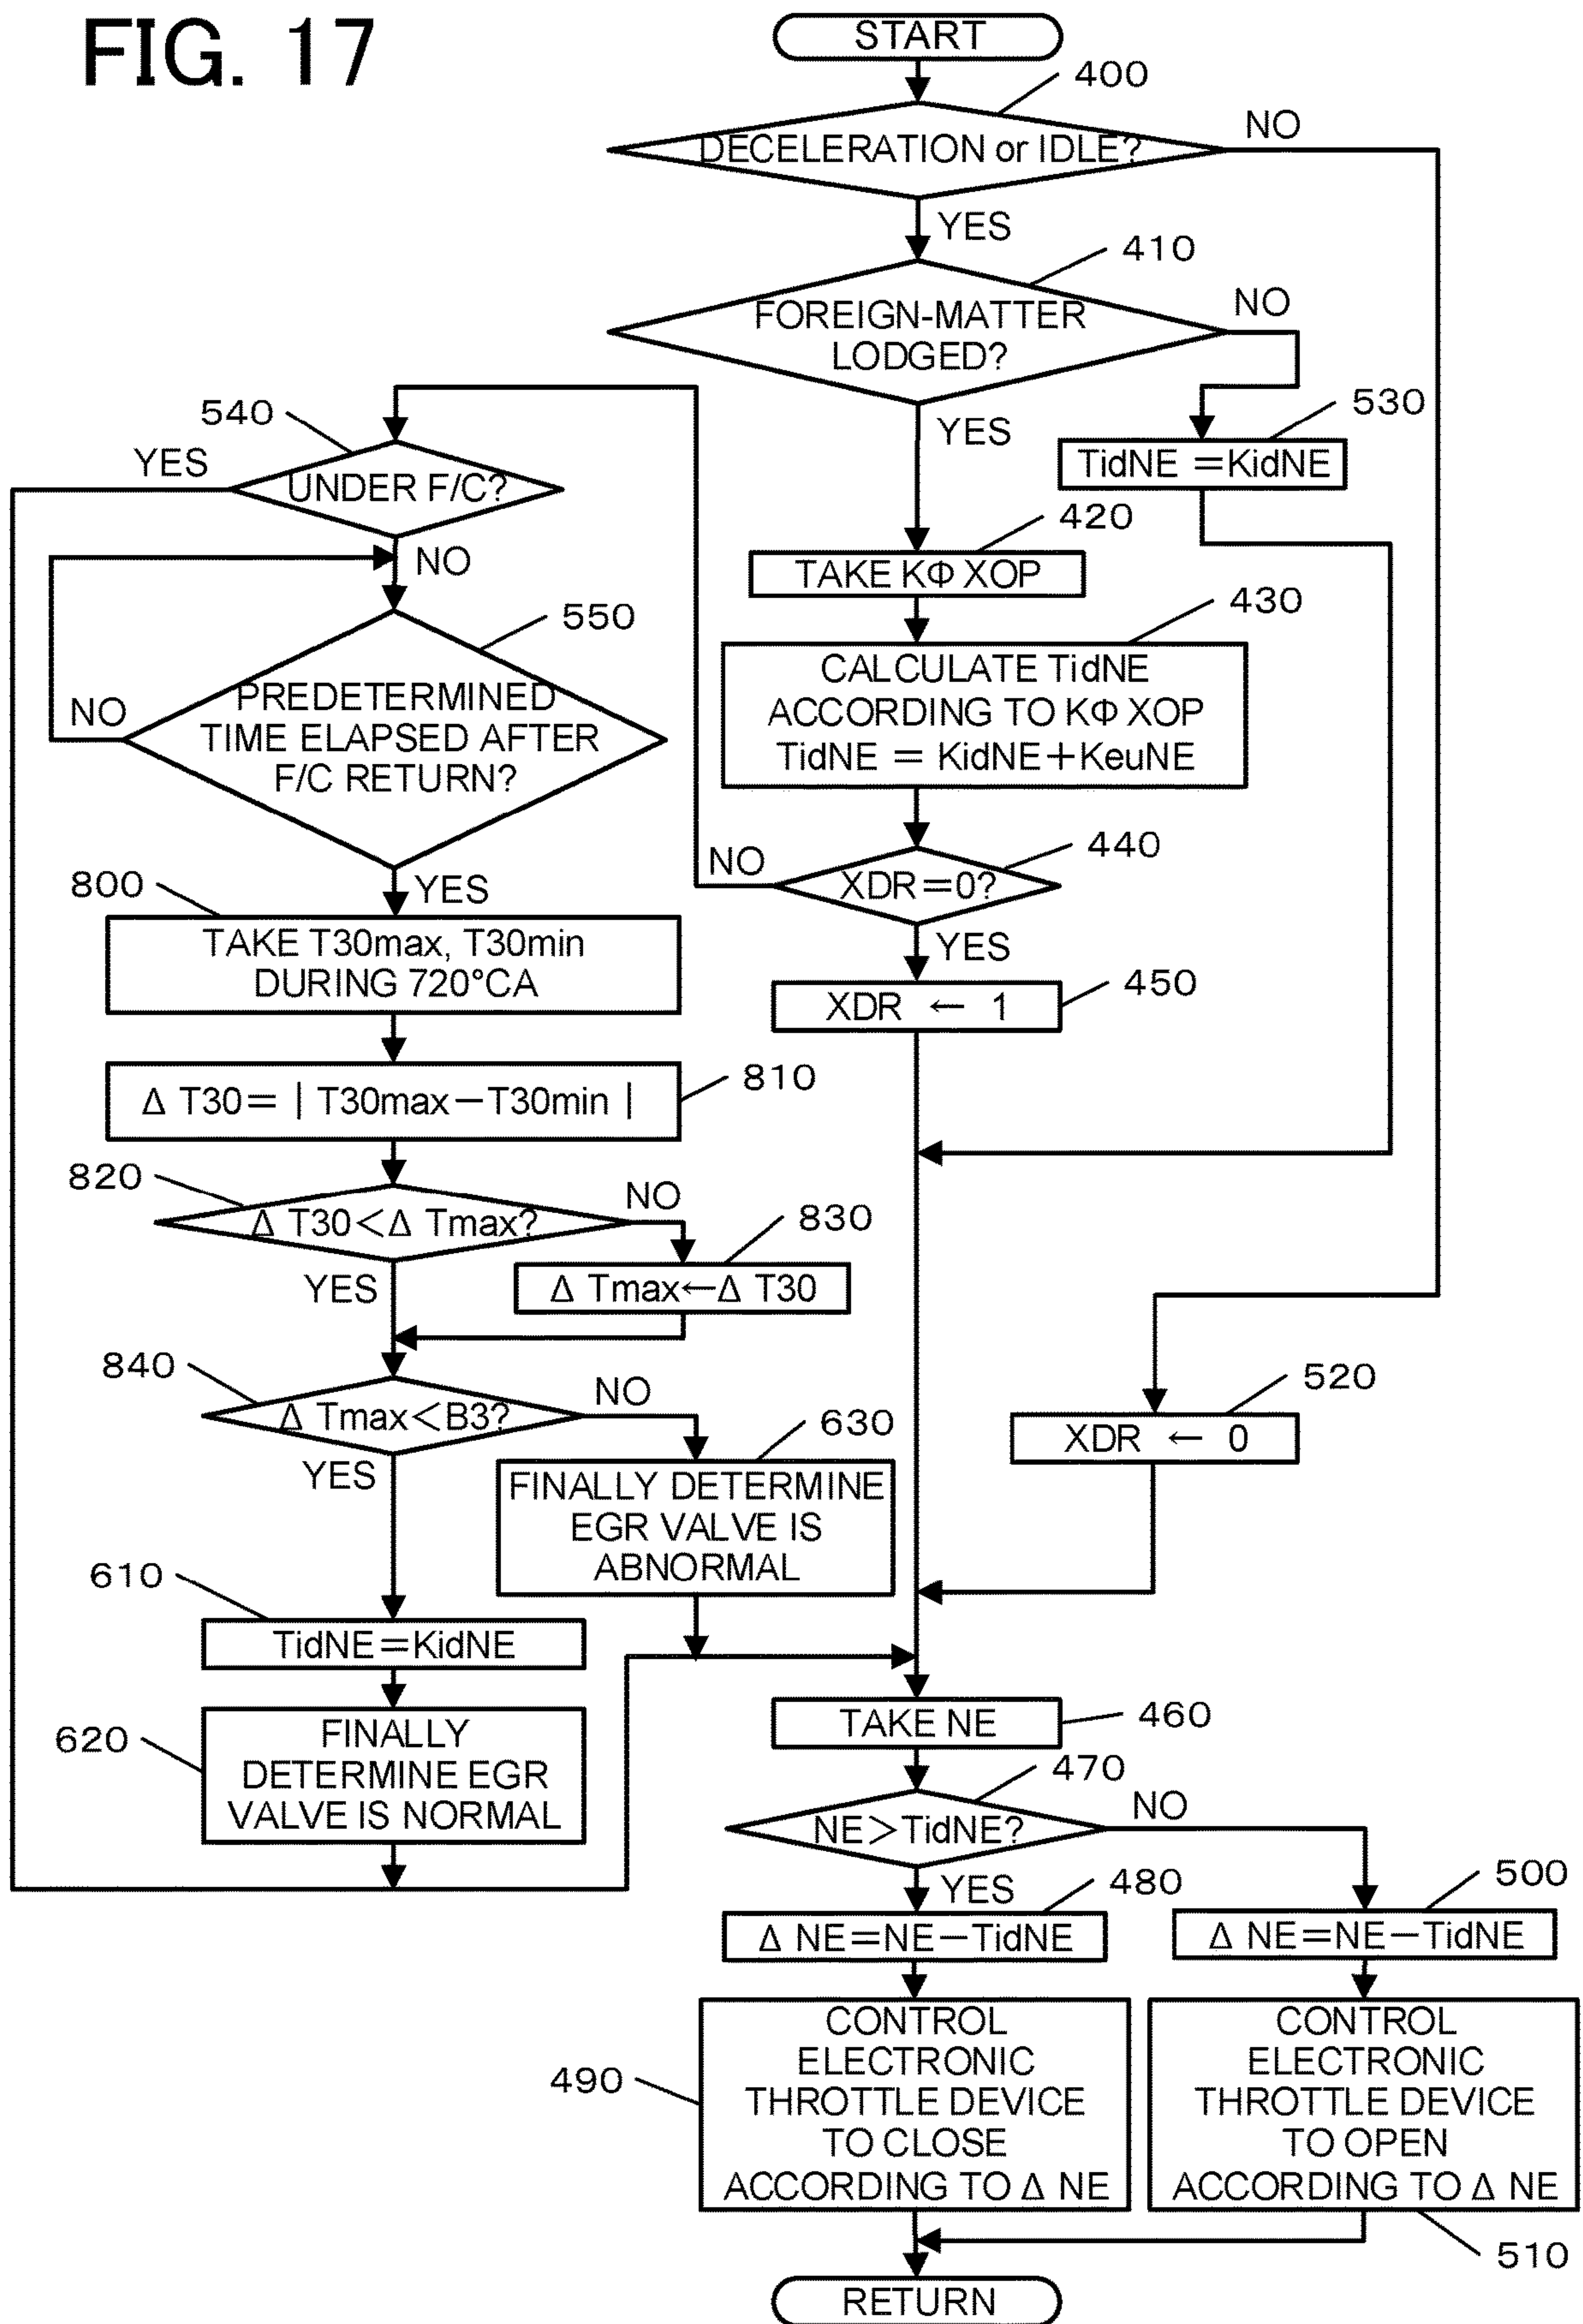 FIG. 17
START
400
DECELERATION or IDLE?
NO
YES
410
FOREIGN-MATTER
LODGED?
NO
YES
530
TidNE =KidNE
540
YES
UNDER F/C?
NO
420
TAKE KΦ XOP
550
430
PREDETERMINED
TIME ELAPSED AFTER
F/C RETURN?
NO
YES
CALCULATE TidNE
ACCORDING TO KΦ XOP
TidNE = KidNE+KeuNE
440
NO
XDR=0?
YES
450
XDR ← 1
800
TAKE T30max, T30min
DURING 720°CA
810
Δ T30=| T30max-T30min |
820
Δ T30<Δ Tmax?
NO
YES
830
Δ Tmax←Δ T30
840
Δ Tmax<B3?
NO
YES
630
FINALLY DETERMINE
EGR VALVE IS
ABNORMAL
520
XDR ← 0
610
TidNE=KidNE
620
FINALLY
DETERMINE EGR
VALVE IS NORMAL
TAKE NE
460
470
NE>TidNE?
NO
YES
480
Δ NE=NE-TidNE
500
Δ NE=NE-TidNE
490
CONTROL
ELECTRONIC
THROTTLE DEVICE
TO CLOSE
ACCORDING TO Δ NE
CONTROL
ELECTRONIC
THROTTLE DEVICE
TO OPEN
ACCORDING TO Δ NE
510
RETURN